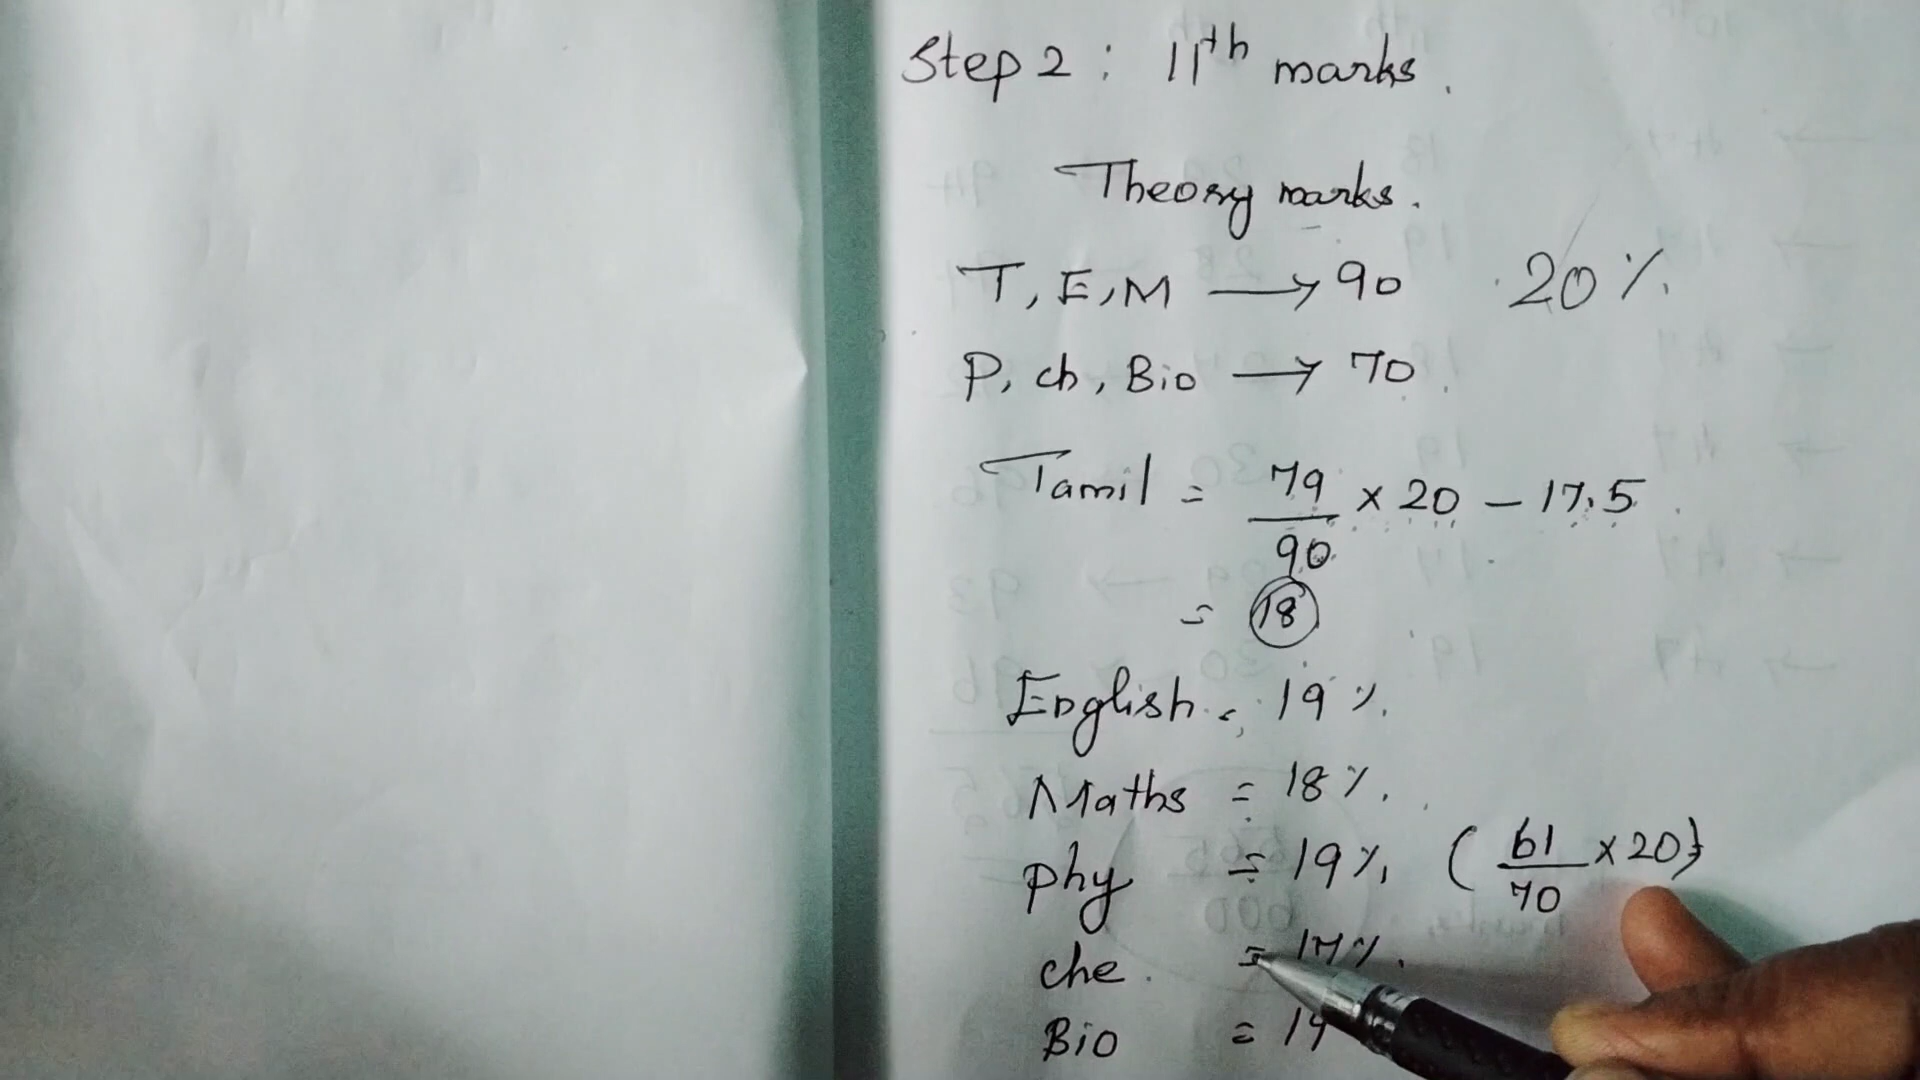 Step 2 : 11th marks.
Theory marks.
T, E, M → 90 20%.
P, ch, Bio → 70
Tamil = 79/90 × 20 – 17.5
= 18
English = 19%.
Maths = 18%.
phy = 19%. (61/70 × 20)
che = 17%.
Bio = 19